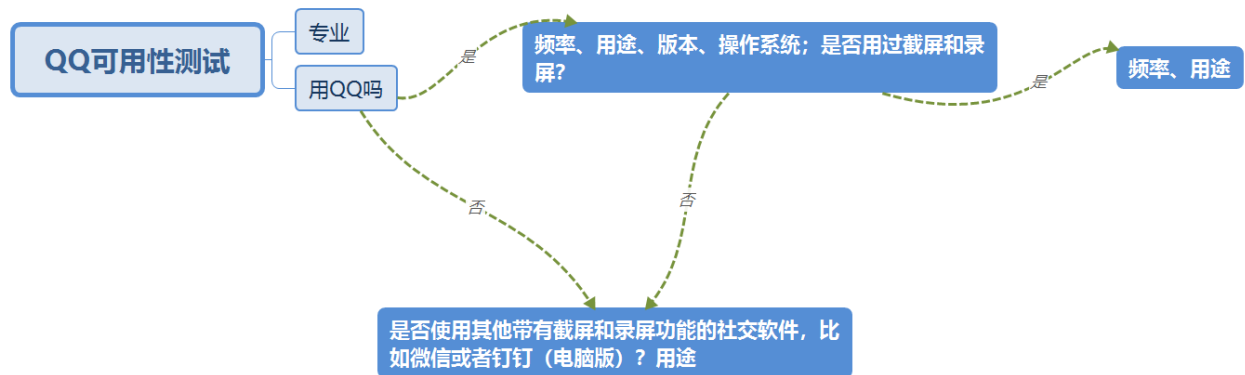 QQ可用性测试
专业
用QQ吗
是
频率、用途、版本、操作系统；是否用过截屏和录
屏？
是
频率、用途
否
否
是否使用其他带有截屏和录屏功能的社交软件，比
如微信或者钉钉（电脑版）？用途